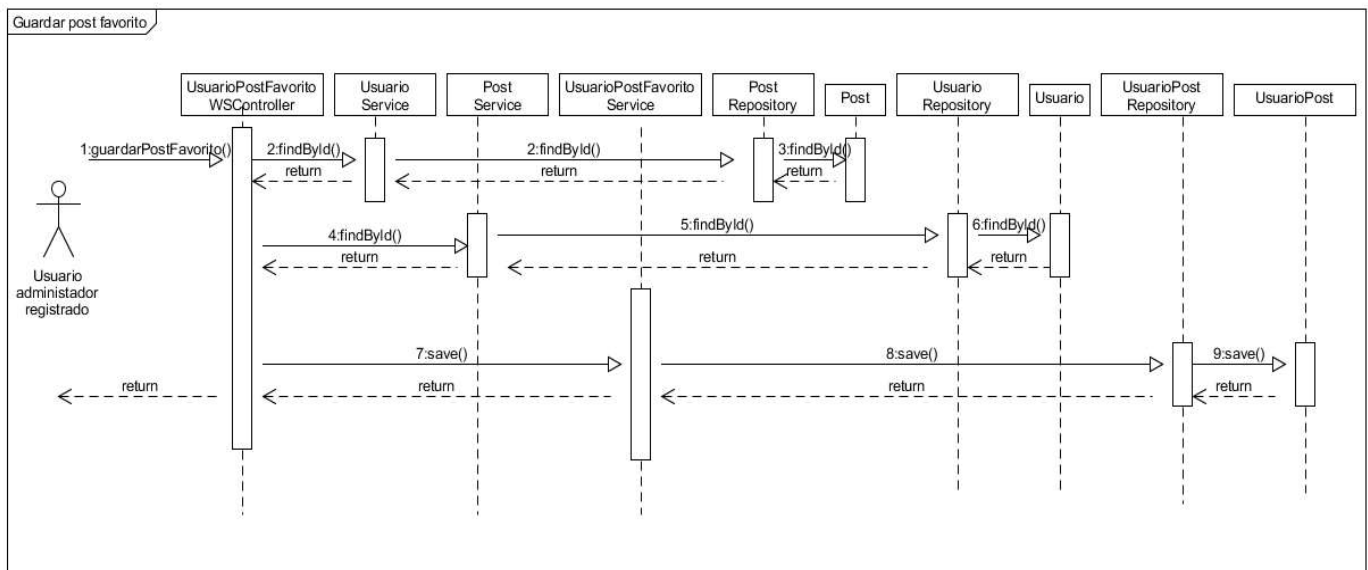 Guardar post favorito
UsuarioPostFavorito
WSController
Usuario
Service
Post
Service
UsuarioPostFavorito
Service
Post
Repository
Post
Usuario
Repository
Usuario
UsuarioPost
Repository
UsuarioPost
1:guardarPostFavorito()
2:findById()
2:findById()
3:findById()
return
return
return
4:findById()
5:findById()
6:findById()
return
return
return
Usuario
administador
registrado
7:save()
8:save()
9:save()
return
return
return
return